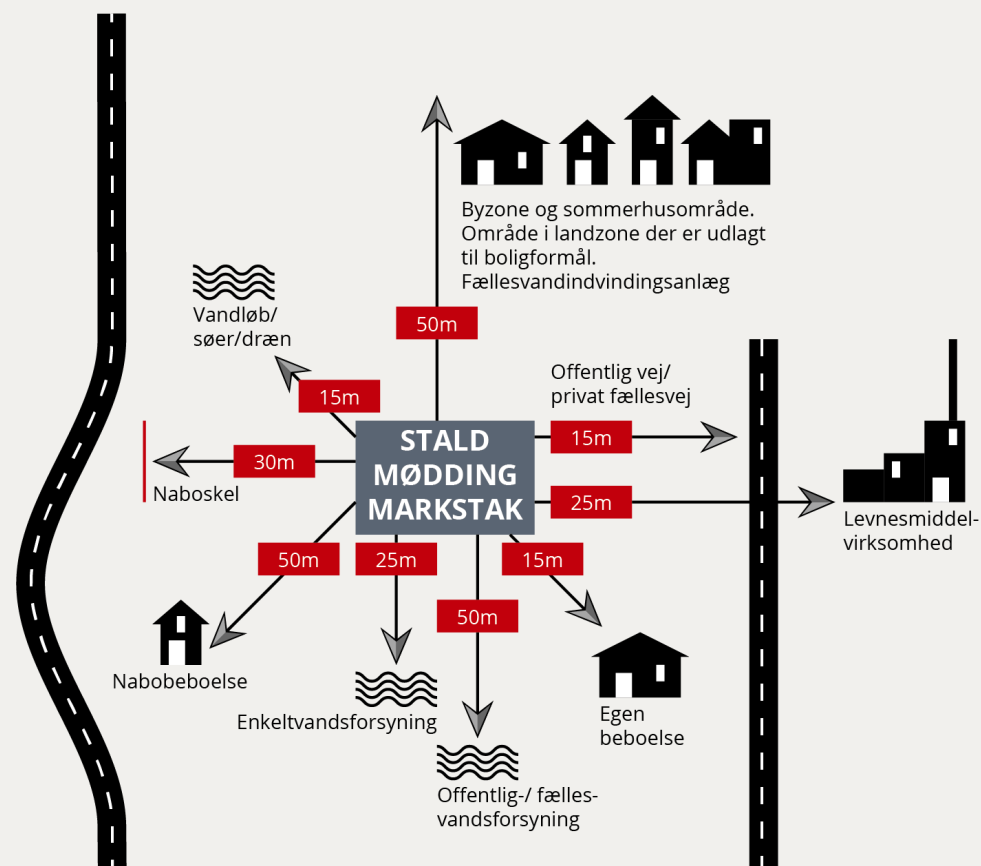 Byzone og sommerhusområde.
Område i landzone der er udlagt
til boligformål.
Fællesvandindvindingsanlæg
50m
Vandløb/
søer/dræn
15m
Offentlig vej/
privat fællesvej
15m
STALD
MØDDING
MARKSTAK
30m
Naboskel
25m
Levnesmiddel-
virksomhed
50m
25m
15m
50m
Nabobeboelse
Enkeltvandsforsyning
Egen
beboelse
Offentlig-/ fælles-
vandsforsyning